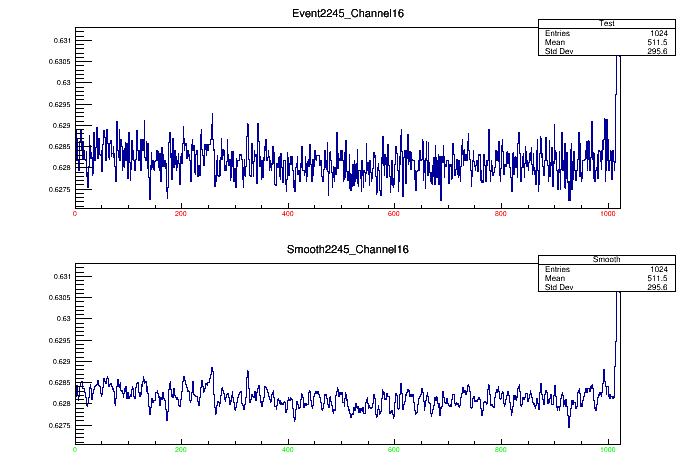 Event2245_Channel16
Test
Entries 1024
Mean 511.5
Std Dev 295.6
0.631
0.6305
0.63
0.6295
0.629
0.6285
0.628
0.6275
0 200 400 600 800 1000
Smooth2245_Channel16
Smooth
Entries 1024
Mean 511.5
Std Dev 295.6
0.631
0.6305
0.63
0.6295
0.629
0.6285
0.628
0.6275
0 200 400 600 800 1000